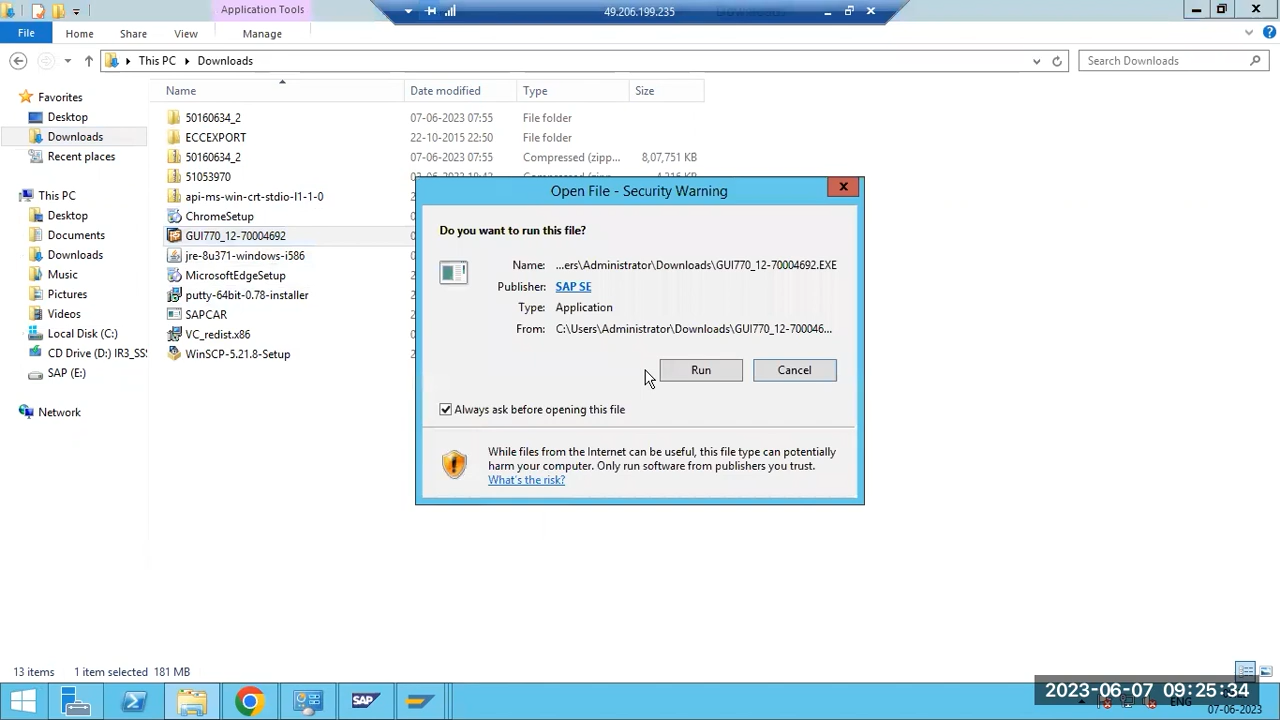 Application Tools
49.206.199.235
File
Home
Share
View
Manage
This PC
Downloads
Search Downloads
Name
Date modified
Type
Size
Favorites
Desktop
Downloads
Recent places
This PC
Desktop
Documents
Downloads
Music
Pictures
Videos
Local Disk (C:)
CD Drive (D:) IR3_SS
SAP (E:)
Network
50160634_2 07-06-2023 07:55 File folder
ECCEXPORT 22-10-2015 22:50 File folder
50160634_2 07-06-2023 07:55 Compressed (zipp... 8,07,751 KB
51053970
api-ms-win-crt-stdio-l1-1-0
ChromeSetup
GUI770_12-70004692
jre-8u371-windows-i586
MicrosoftEdgeSetup
putty-64bit-0.78-installer
SAPCAR
VC_redist.x86
WinSCP-5.21.8-Setup
Open File - Security Warning
Do you want to run this file?
Name: ...ers\Administrator\Downloads\GUI770_12-70004692.EXE
Publisher: SAP SE
Type: Application
From: C:\Users\Administrator\Downloads\GUI770_12-700046...
Run
Cancel
Always ask before opening this file
While files from the Internet can be useful, this file type can potentially
harm your computer. Only run software from publishers you trust.
What's the risk?
13 items
1 item selected 181 MB
SAP
2023-06-07 09:25:34
ENG
07-06-2023